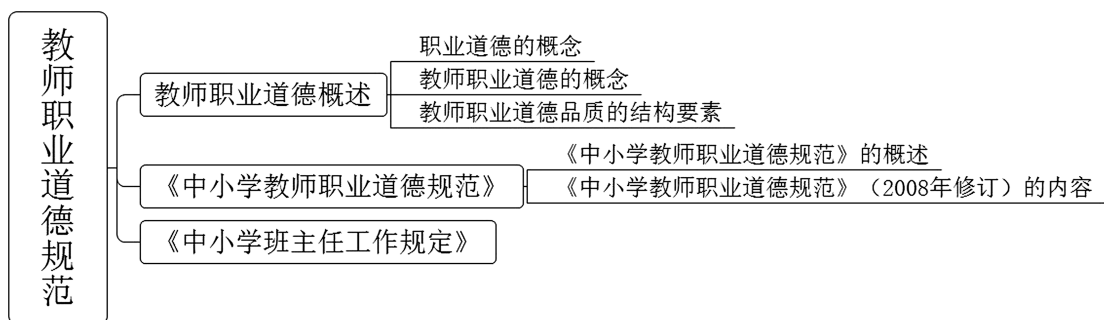 教师职业道德规范
教师职业道德概述
职业道德的概念
教师职业道德的概念
教师职业道德品质的结构要素
《中小学教师职业道德规范》
《中小学教师职业道德规范》的概述
《中小学教师职业道德规范》（2008年修订）的内容
《中小学班主任工作规定》